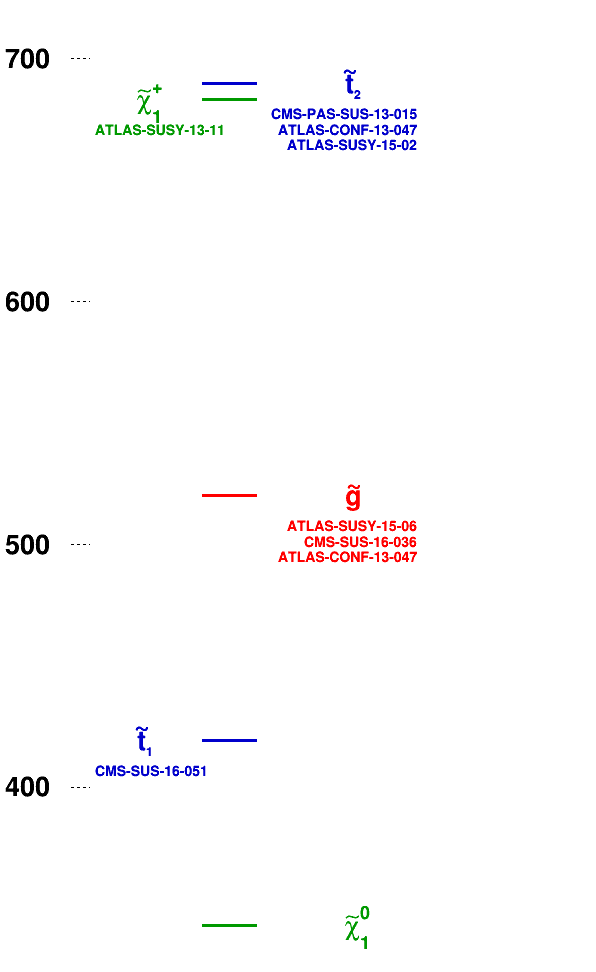 700
t̃₂
χ̃₁⁺
CMS-PAS-SUS-13-015
ATLAS-SUSY-13-11
ATLAS-CONF-13-047
ATLAS-SUSY-15-02
600
g̃
ATLAS-SUSY-15-06
CMS-SUS-16-036
500
ATLAS-CONF-13-047
t̃₁
CMS-SUS-16-051
400
χ̃₁⁰